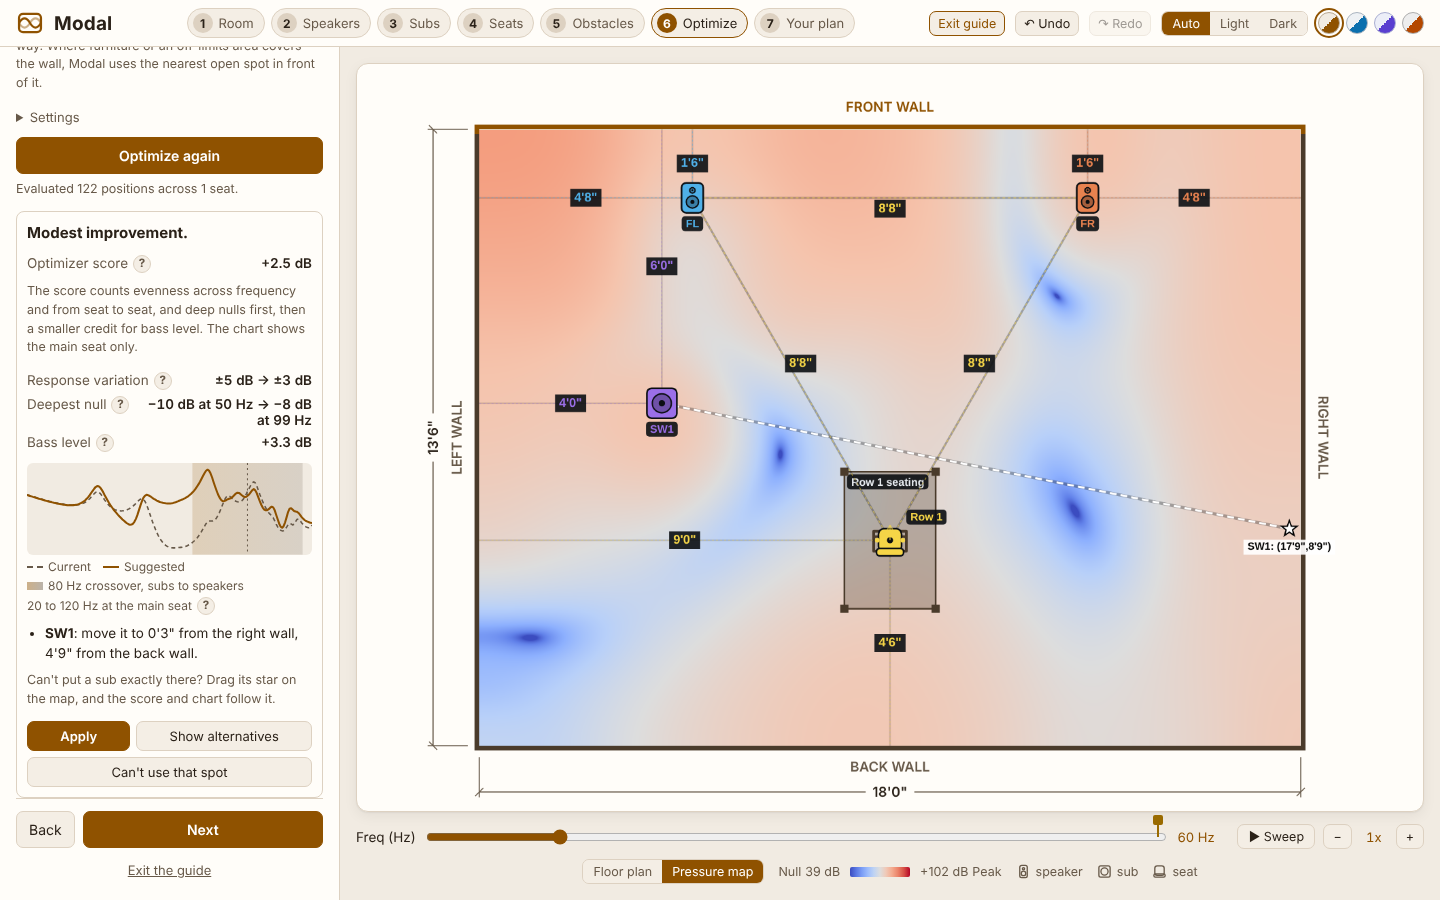 Modal
1 Room
2 Speakers
3 Subs
4 Seats
5 Obstacles
6 Optimize
7 Your plan
Exit guide
↶ Undo
↷ Redo
Auto
Light
Dark
the wall, Modal uses the nearest open spot in front
of it.
▶ Settings
Optimize again
Evaluated 122 positions across 1 seat.
Modest improvement.
Optimizer score ? +2.5 dB
The score counts evenness across frequency
and from seat to seat, and deep nulls first, then
a smaller credit for bass level. The chart shows
the main seat only.
Response variation ? ±5 dB → ±3 dB
Deepest null ? −10 dB at 50 Hz → −8 dB
at 99 Hz
Bass level ? +3.3 dB
Current
Suggested
80 Hz crossover, subs to speakers
20 to 120 Hz at the main seat ?
• SW1: move it to 0'3" from the right wall,
4'9" from the back wall.
Can't put a sub exactly there? Drag its star on
the map, and the score and chart follow it.
Apply
Show alternatives
Can't use that spot
Back
Next
Exit the guide
FRONT WALL
1'6"
1'6"
4'8"
8'8"
4'8"
FL
FR
6'0"
8'8"
8'8"
4'0"
SW1
13'6"
LEFT WALL
RIGHT WALL
Row 1 seating
Row 1
9'0"
SW1: (17'9",8'9")
4'6"
BACK WALL
18'0"
Freq (Hz)
60 Hz
▶ Sweep
−
1x
+
Floor plan
Pressure map
Null 39 dB
+102 dB Peak
speaker
sub
seat